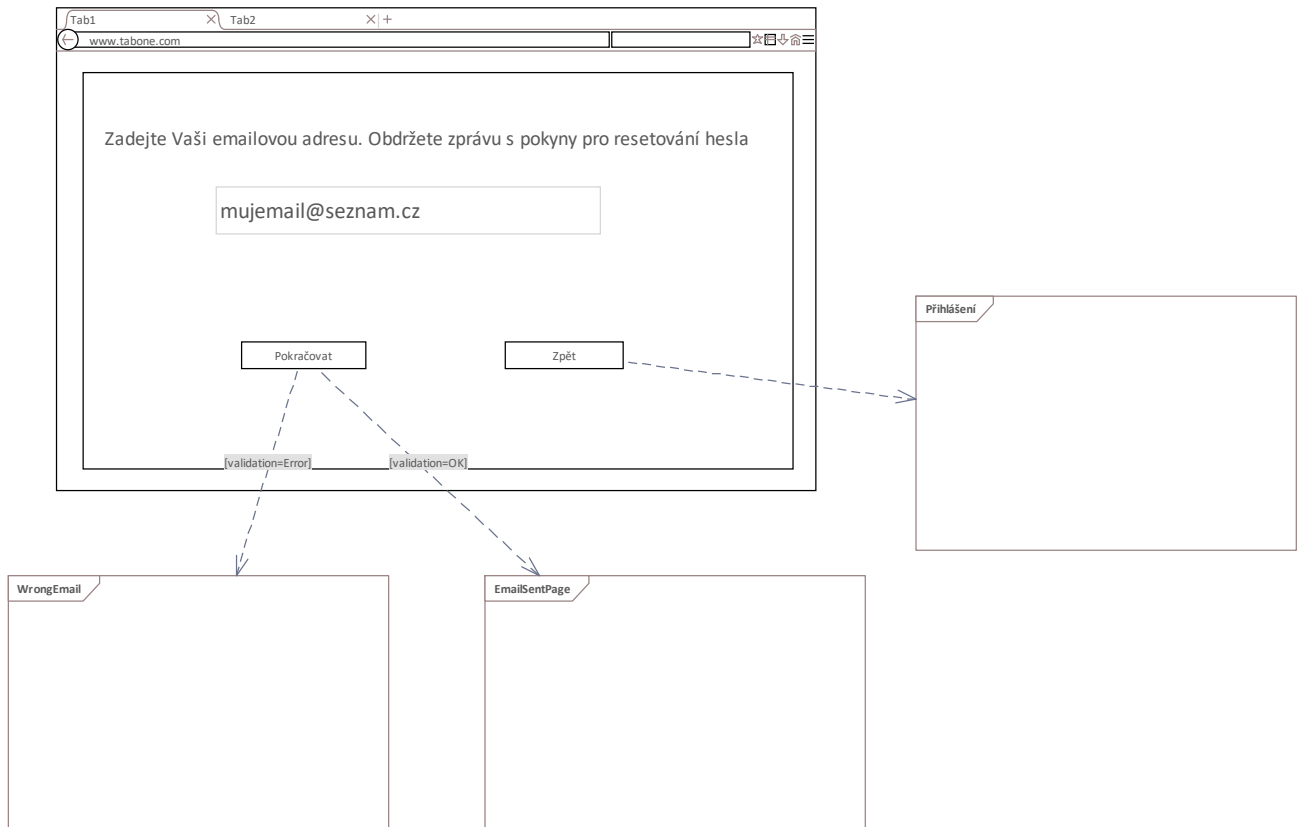 Tab1
Tab2
www.tabone.com
Zadejte Vaši emailovou adresu. Obdržete zprávu s pokyny pro resetování hesla
mujemail@seznam.cz
Přihlášení
Pokračovat
Zpět
[validation=Error]
[validation=OK]
WrongEmail
EmailSentPage